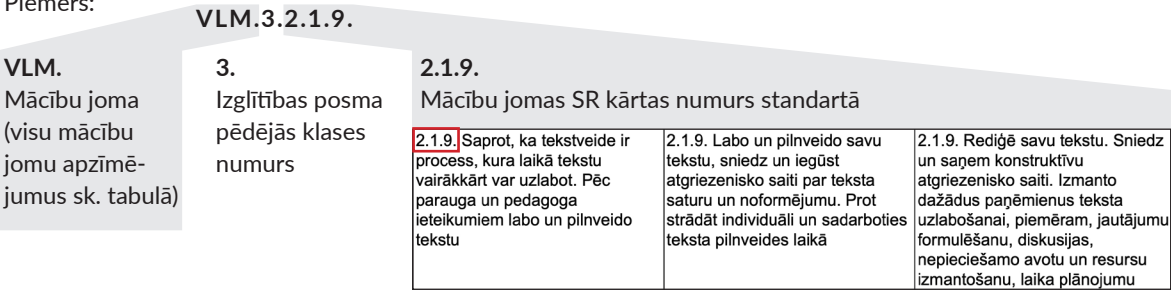 Piemērs:
VLM.3.2.1.9.
VLM.
Mācību joma
(visu mācību
jomu apzīmē-
jumus sk. tabulā)
3.
Izglītības posma
pēdējās klases
numurs
2.1.9.
Mācību jomas SR kārtas numurs standartā
2.1.9. Saprot, ka tekstveide ir
process, kura laikā tekstu
vairākkārt var uzlabot. Pēc
parauga un pedagoga
ieteikumiem labo un pilnveido
tekstu
2.1.9. Labo un pilnveido savu
tekstu, sniedz un iegūst
atgriezenisko saiti par teksta
saturu un noformējumu. Prot
strādāt individuāli un sadarboties
teksta pilnveides laikā
2.1.9. Rediģē savu tekstu. Sniedz
un saņem konstruktīvu
atgriezenisko saiti. Izmanto
dažādus paņēmienus teksta
uzlabošanai, piemēram, jautājumu
formulēšanu, diskusijas,
nepieciešamo avotu un resursu
izmantošanu, laika plānojumu